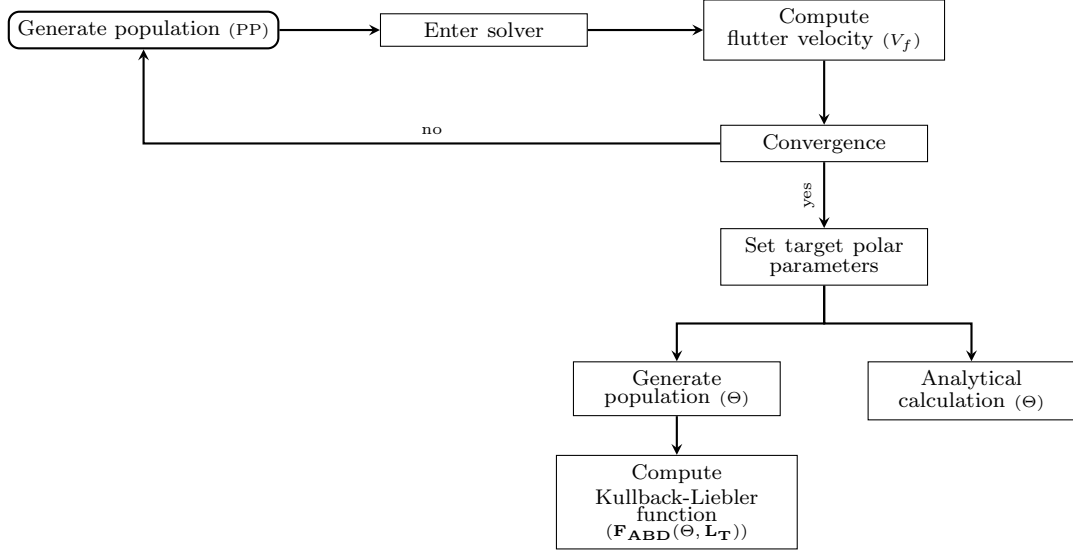 Generate population (PP)
Enter solver
Compute
flutter velocity (V_f)
no
Convergence
yes
Set target polar
parameters
Generate
population (Θ)
Analytical
calculation (Θ)
Compute
Kullback-Liebler
function
(F_ABD(Θ, L_T))